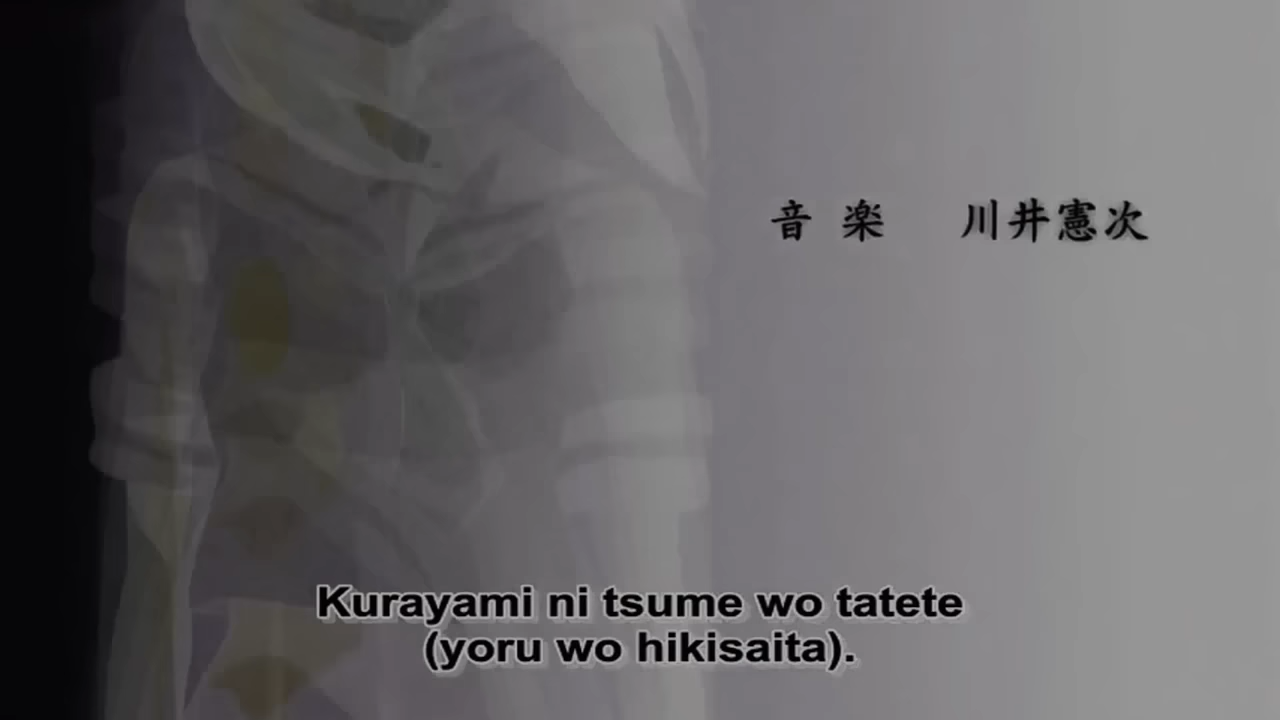 音楽 川井憲次
Kurayami ni tsume wo tatete
(yoru wo hikisaita).